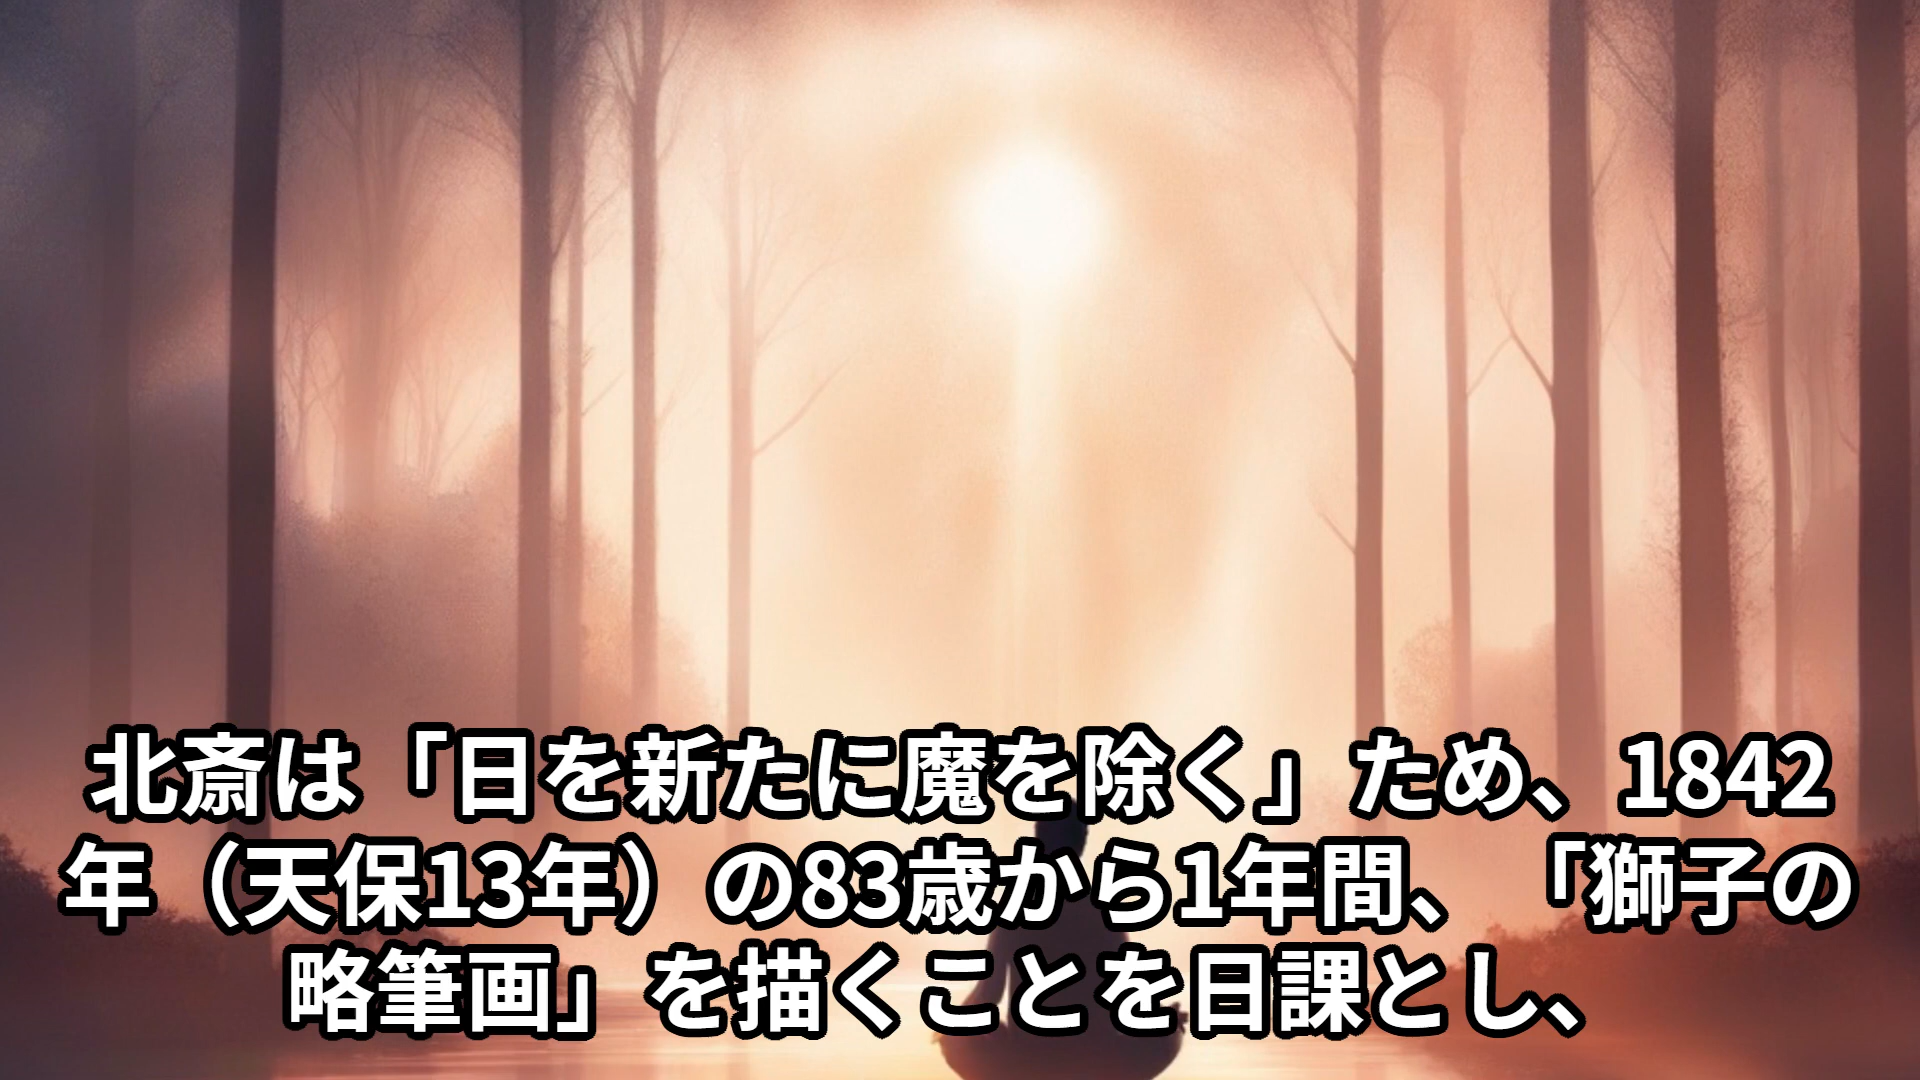 北斎は「日を新たに魔を除く」ため、1842
年（天保13年）の83歳から1年間、「獅子の
略筆画」を描くことを日課とし、